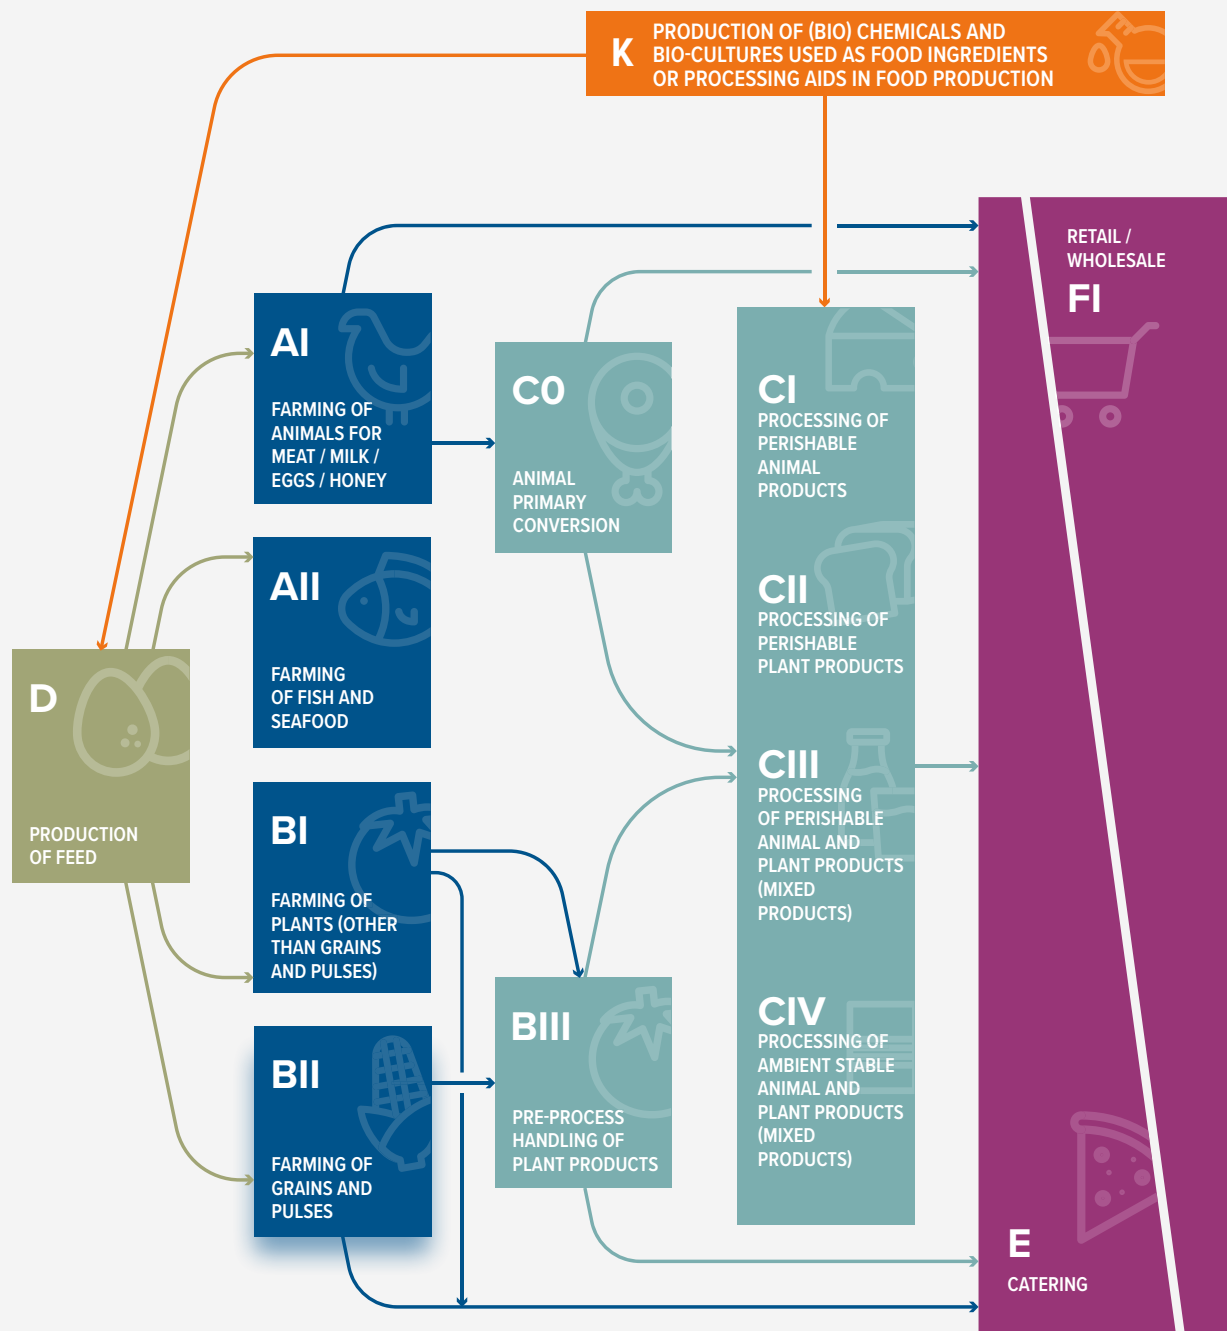 K
PRODUCTION OF (BIO) CHEMICALS AND
BIO-CULTURES USED AS FOOD INGREDIENTS
OR PROCESSING AIDS IN FOOD PRODUCTION
RETAIL /
WHOLESALE
FI
AI
FARMING OF
ANIMALS FOR
MEAT / MILK /
EGGS / HONEY
C0
ANIMAL
PRIMARY
CONVERSION
CI
PROCESSING OF
PERISHABLE
ANIMAL
PRODUCTS
AII
FARMING
OF FISH AND
SEAFOOD
CII
PROCESSING OF
PERISHABLE
PLANT PRODUCTS
D
PRODUCTION
OF FEED
BI
FARMING OF
PLANTS (OTHER
THAN GRAINS
AND PULSES)
CIII
PROCESSING
OF PERISHABLE
ANIMAL AND
PLANT PRODUCTS
(MIXED
PRODUCTS)
BII
FARMING OF
GRAINS AND
PULSES
BIII
PRE-PROCESS
HANDLING OF
PLANT PRODUCTS
CIV
PROCESSING OF
AMBIENT STABLE
ANIMAL AND
PLANT PRODUCTS
(MIXED
PRODUCTS)
E
CATERING